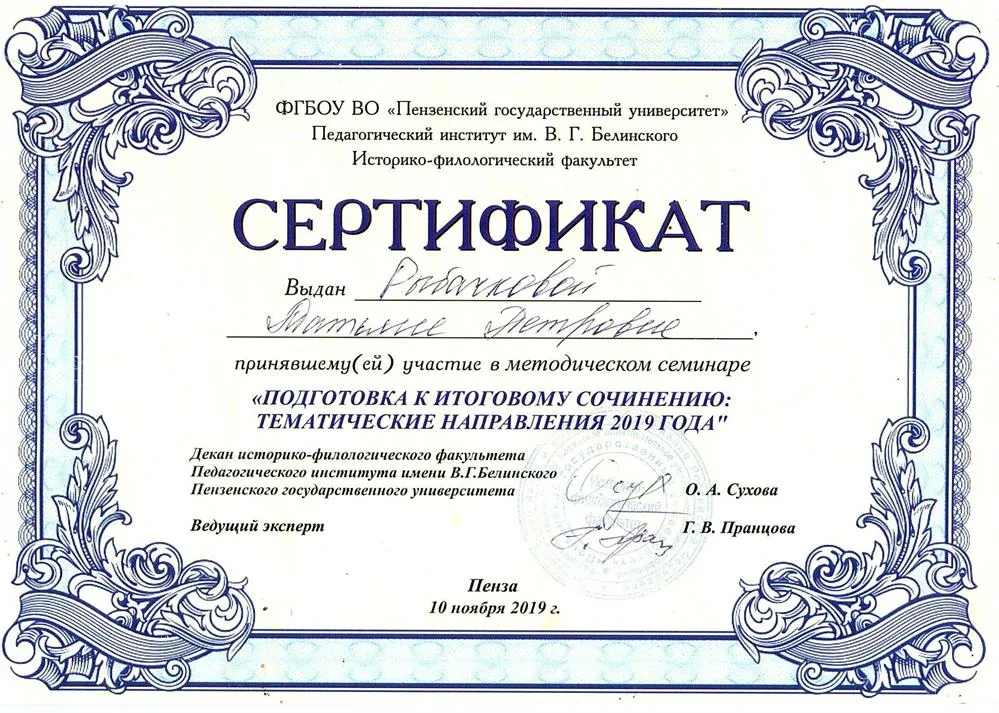 ФГБОУ ВО «Пензенский государственный университет»
Педагогический институт им. В. Г. Белинского
Историко-филологический факультет
СЕРТИФИКАТ
Выдан Рыбачковой
Татьяне Петровне,
принявшему(ей) участие в методическом семинаре
«ПОДГОТОВКА К ИТОГОВОМУ СОЧИНЕНИЮ:
ТЕМАТИЧЕСКИЕ НАПРАВЛЕНИЯ 2019 ГОДА"
Декан историко-филологического факультета
Педагогического института имени В.Г.Белинского
Пензенского государственного университета О. А. Сухова
Ведущий эксперт Г. В. Пранцова
Пенза
10 ноября 2019 г.